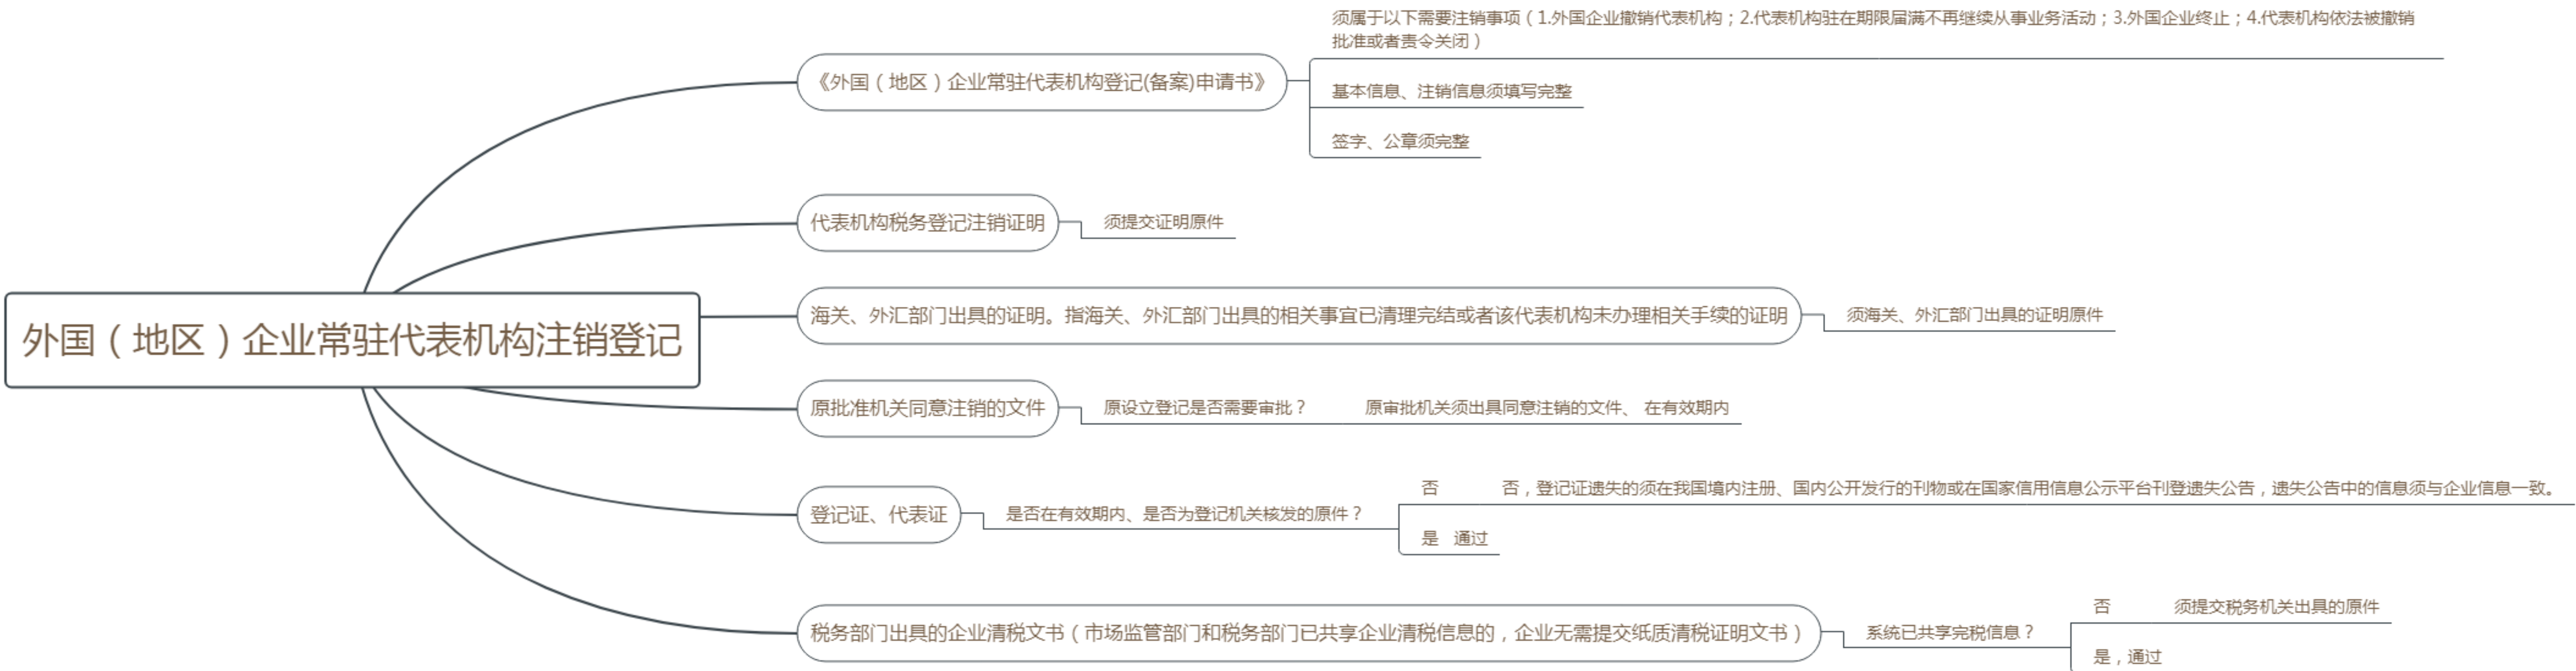 须属于以下需要注销事项（1.外国企业撤销代表机构；2.代表机构驻在期限届满不再继续从事业务活动；3.外国企业终止；4.代表机构依法被撤销
批准或者责令关闭）
《外国（地区）企业常驻代表机构登记(备案)申请书》
基本信息、注销信息须填写完整
签字、公章须完整
代表机构税务登记注销证明
须提交证明原件
海关、外汇部门出具的证明。指海关、外汇部门出具的相关事宜已清理完结或者该代表机构未办理相关手续的证明
须海关、外汇部门出具的证明原件
外国（地区）企业常驻代表机构注销登记
原批准机关同意注销的文件
原设立登记是否需要审批？
原审批机关须出具同意注销的文件、 在有效期内
登记证、代表证
是否在有效期内、是否为登记机关核发的原件？
否
否，登记证遗失的须在我国境内注册、国内公开发行的刊物或在国家信用信息公示平台刊登遗失公告，遗失公告中的信息须与企业信息一致。
是 通过
税务部门出具的企业清税文书（市场监管部门和税务部门已共享企业清税信息的，企业无需提交纸质清税证明文书）
系统已共享完税信息？
否
须提交税务机关出具的原件
是，通过